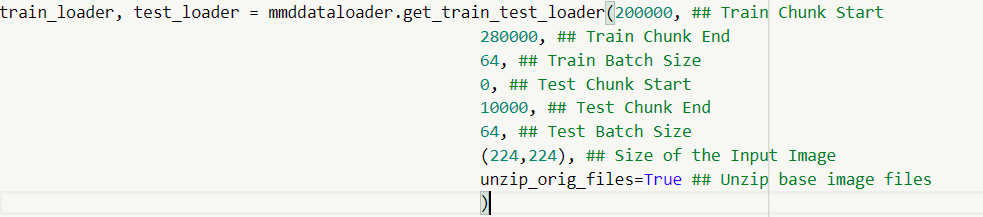 train_loader, test_loader = mmddataloader.get_train_test_loader(200000, ## Train Chunk Start
280000, ## Train Chunk End
64, ## Train Batch Size
0, ## Test Chunk Start
10000, ## Test Chunk End
64, ## Test Batch Size
(224,224), ## Size of the Input Image
unzip_orig_files=True ## Unzip base image files
)